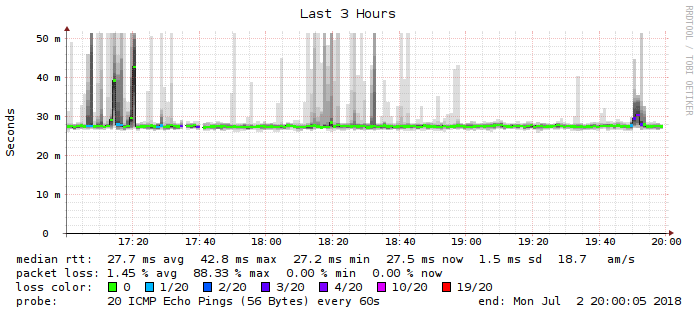 Last 3 Hours
RRDTOOL / TOBI OETIKER
Seconds
50 m
40 m
30 m
20 m
10 m
0
17:20 17:40 18:00 18:20 18:40 19:00 19:20 19:40 20:00
median rtt: 27.7 ms avg 42.8 ms max 27.2 ms min 27.5 ms now 1.5 ms sd 18.7 am/s
packet loss: 1.45 % avg 88.33 % max 0.00 % min 0.00 % now
loss color: 0 1/20 2/20 3/20 4/20 10/20 19/20
probe: 20 ICMP Echo Pings (56 Bytes) every 60s end: Mon Jul 2 20:00:05 2018